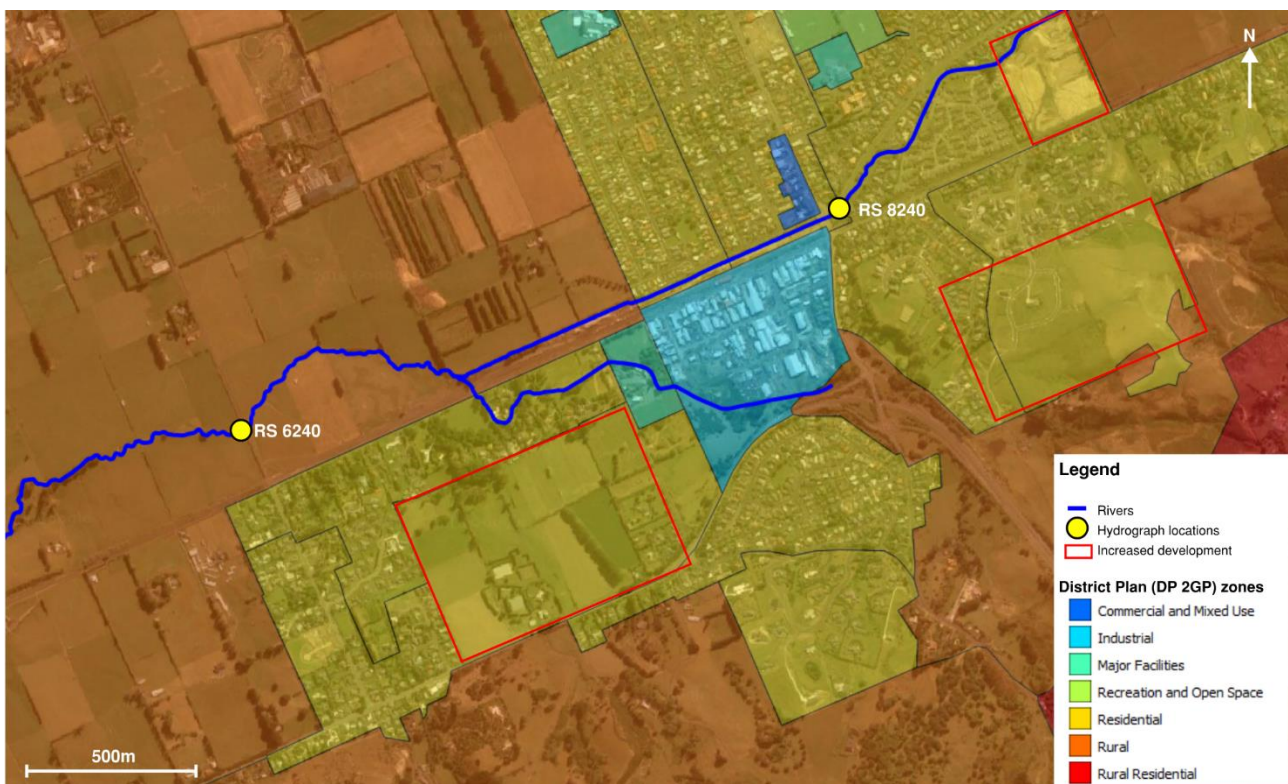 N
RS 8240
RS 6240
500m
Legend
Rivers
Hydrograph locations
Increased development
District Plan (DP 2GP) zones
Commercial and Mixed Use
Industrial
Major Facilities
Recreation and Open Space
Residential
Rural
Rural Residential